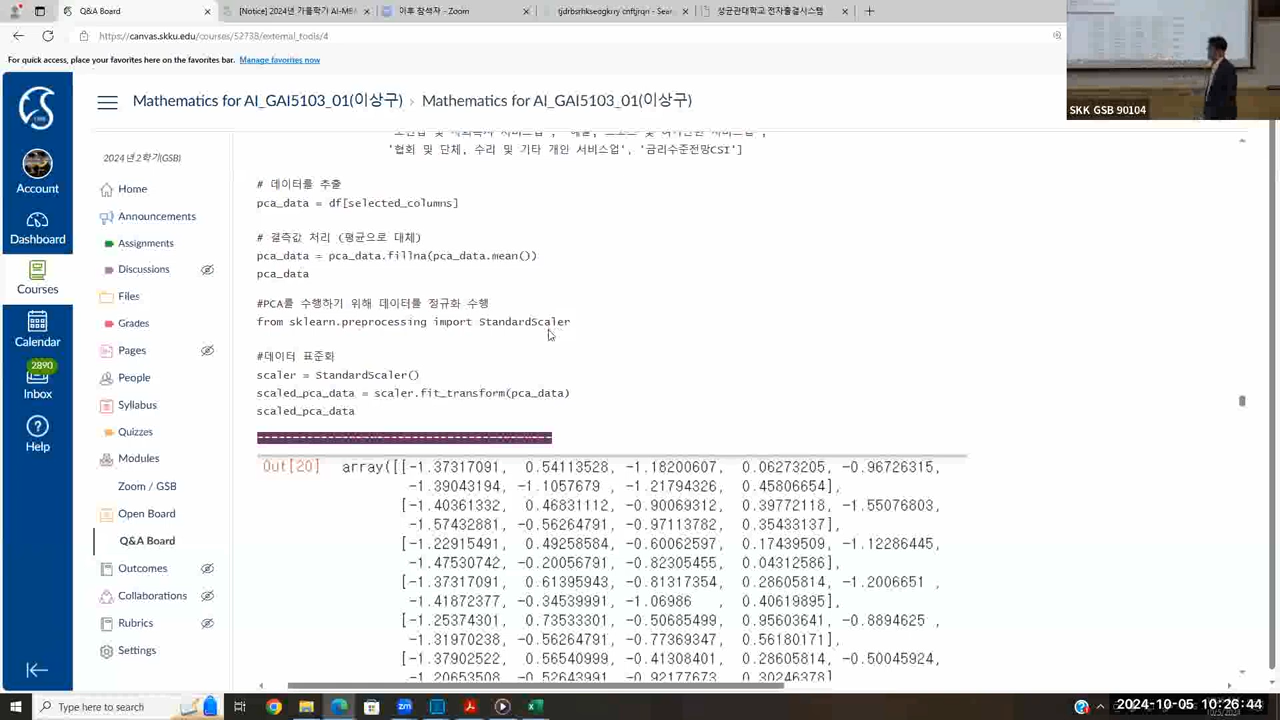 Q&A Board
[Notice] 2024년 가을학기 AI-MBA
이후 참석자 - Zoom
성균관대학교 전자출결시스템
https://canvas.skku.edu/courses/52738/external_tools/4
For quick access, place your favorites here on the favorites bar. Manage favorites now
SKK GSB 90104
Mathematics for AI_GAI5103_01(이상구) › Mathematics for AI_GAI5103_01(이상구)
Account
Dashboard
Courses
Calendar
2890
Inbox
Help
2024년 2학기(GSB)
Home
Announcements
Assignments
Discussions
Files
Grades
Pages
People
Syllabus
Quizzes
Modules
Zoom / GSB
Open Board
Q&A Board
Outcomes
Collaborations
Rubrics
Settings
'협회 및 단체, 수리 및 기타 개인 서비스업', '금리수준전망CSI']
# 데이터를 추출
pca_data = df[selected_columns]
# 결측값 처리 (평균으로 대체)
pca_data = pca_data.fillna(pca_data.mean())
pca_data
#PCA를 수행하기 위해 데이터를 정규화 수행
from sklearn.preprocessing import StandardScaler
#데이터 표준화
scaler = StandardScaler()
scaled_pca_data = scaler.fit_transform(pca_data)
scaled_pca_data
Out[20] array([[-1.37317091, 0.54113528, -1.18200607, 0.06273205, -0.96726315,
-1.39043194, -1.1057679 , -1.21794326, 0.45806654],
[-1.40361332, 0.46831112, -0.90069312, 0.39772118, -1.55076803,
-1.57432881, -0.56264791, -0.97113782, 0.35433137],
[-1.22915491, 0.49258584, -0.60062597, 0.17439509, -1.12286445,
-1.47530742, -0.20056791, -0.82305455, 0.04312586],
[-1.37317091, 0.61395943, -0.81317354, 0.28605814, -1.2006651 ,
-1.41872377, -0.34539991, -1.06986 , 0.40619895],
[-1.25374301, 0.73533301, -0.50685499, 0.95603641, -0.8894625 ,
-1.31970238, -0.56264791, -0.77369347, 0.56180171],
[-1.37902522, 0.56540999, -0.41308401, 0.28605814, -0.50045924,
-1.20653508, -0.52643991, -0.92177673, 0.30246378]
Type here to search
2024-10-05 10:26:44